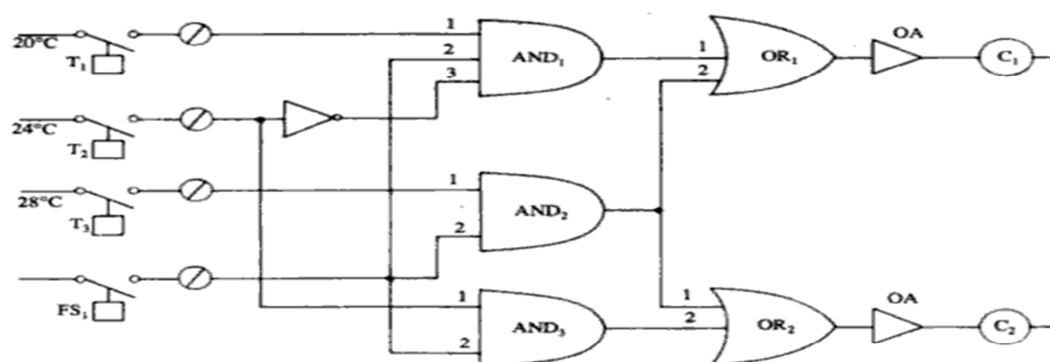 20°C
T₁
1
2
3
AND₁
1
2
OR₁
OA
C₁
24°C
T₂
28°C
T₃
1
2
AND₂
FS₁
1
2
AND₃
1
2
OR₂
OA
C₂